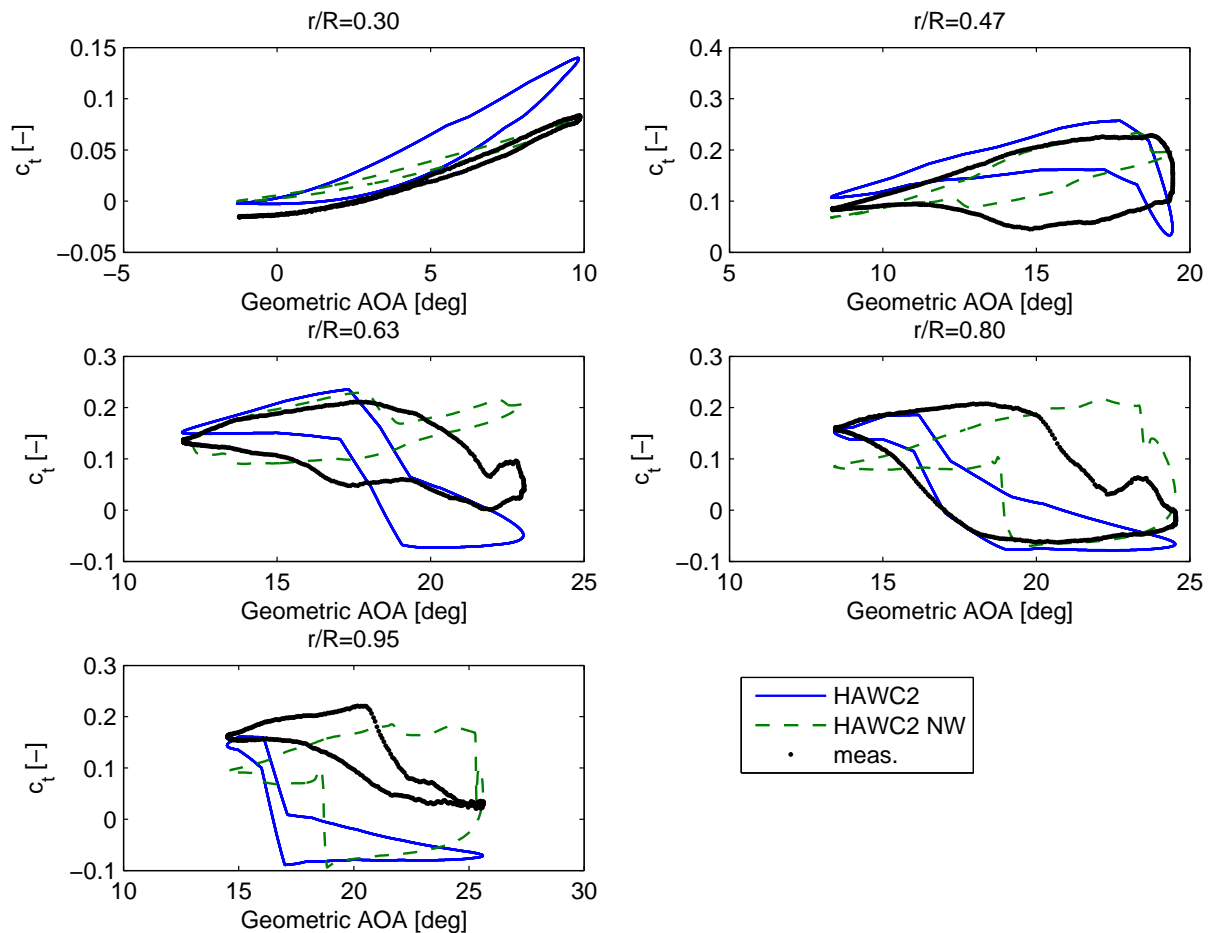 r/R=0.30
0.15
0.1
0.05
0
−0.05
−5
0
5
10
c_t [−]
Geometric AOA [deg]
r/R=0.47
0.4
0.3
0.2
0.1
0
5
10
15
20
c_t [−]
Geometric AOA [deg]
r/R=0.63
0.3
0.2
0.1
0
−0.1
10
15
20
25
c_t [−]
Geometric AOA [deg]
r/R=0.80
0.3
0.2
0.1
0
−0.1
10
15
20
25
c_t [−]
Geometric AOA [deg]
r/R=0.95
0.3
0.2
0.1
0
−0.1
10
15
20
25
30
c_t [−]
Geometric AOA [deg]
HAWC2
HAWC2 NW
meas.